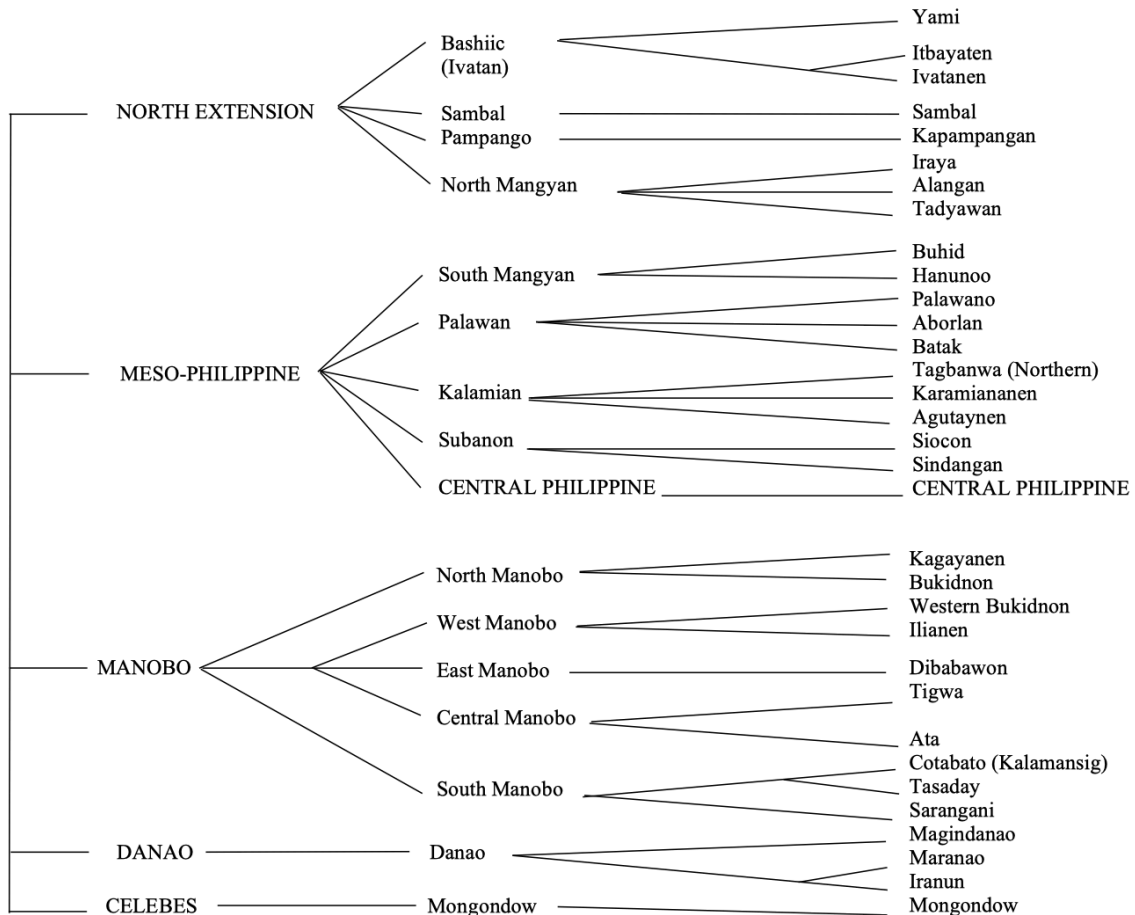 Yami
Bashiic
(Ivatan)
Itbayaten
Ivatanen
NORTH EXTENSION
Sambal
Sambal
Pampango
Kapampangan
Iraya
North Mangyan
Alangan
Tadyawan
Buhid
South Mangyan
Hanunoo
Palawano
Palawan
Aborlan
Batak
MESO-PHILIPPINE
Tagbanwa (Northern)
Kalamian
Karamiananen
Agutaynen
Subanon
Siocon
Sindangan
CENTRAL PHILIPPINE
CENTRAL PHILIPPINE
Kagayanen
North Manobo
Bukidnon
Western Bukidnon
West Manobo
Ilianen
MANOBO
East Manobo
Dibabawon
Tigwa
Central Manobo
Ata
Cotabato (Kalamansig)
South Manobo
Tasaday
Sarangani
Magindanao
DANAO
Danao
Maranao
Iranun
CELEBES
Mongondow
Mongondow